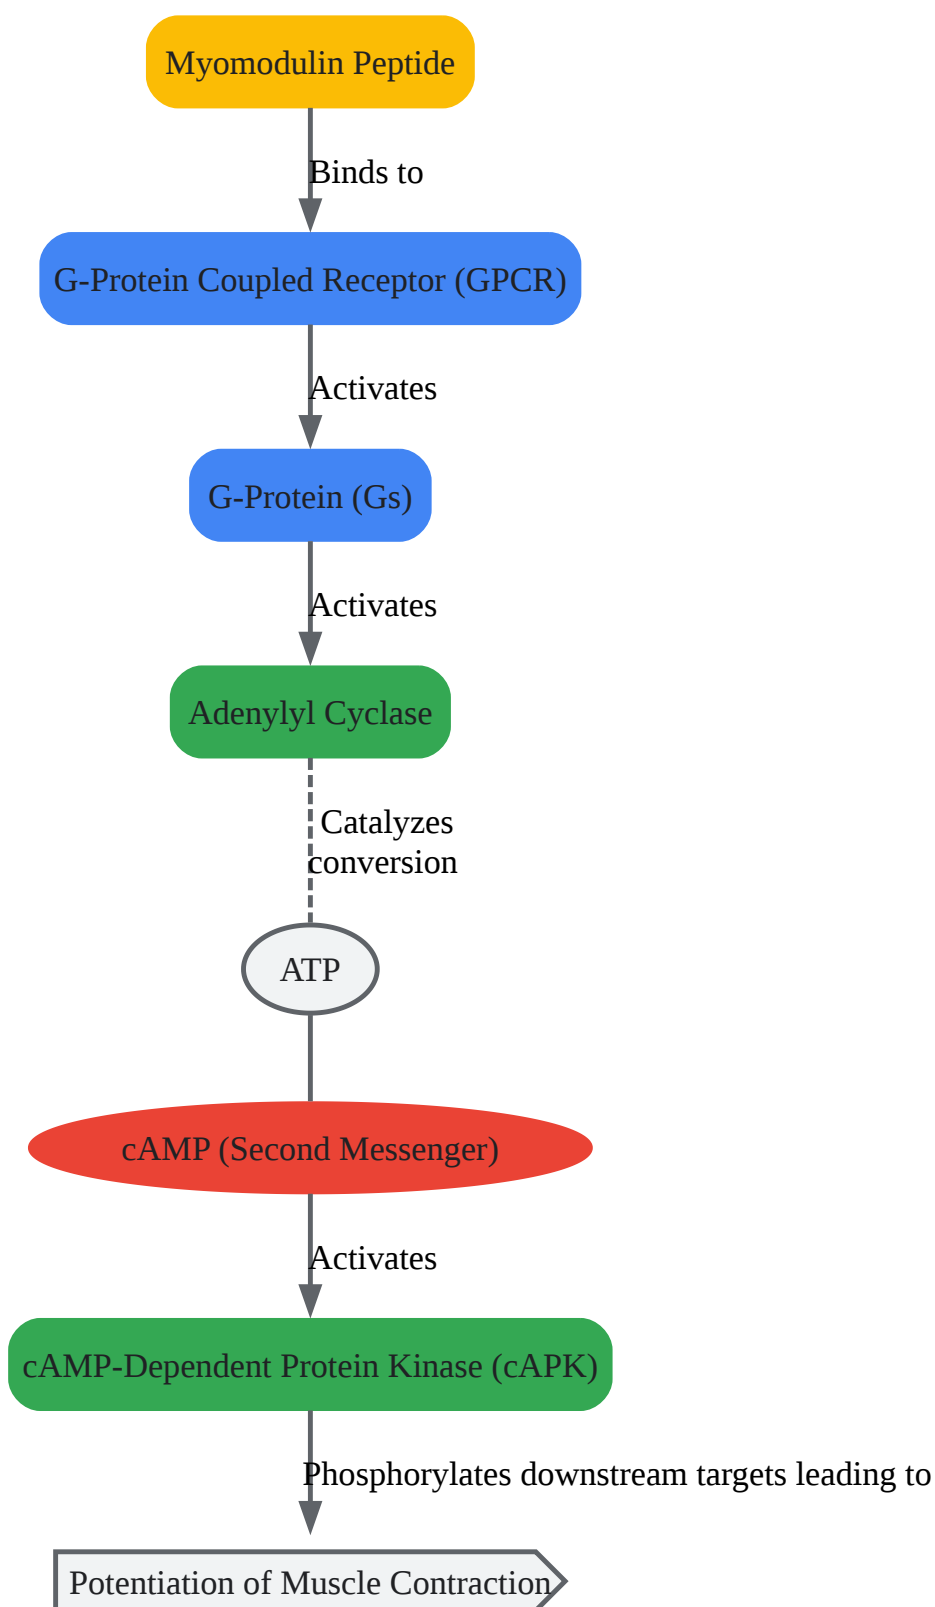 Myomodulin Peptide
Binds to
G-Protein Coupled Receptor (GPCR)
Activates
G-Protein (Gs)
Activates
Adenylyl Cyclase
Catalyzes
conversion
ATP
cAMP (Second Messenger)
Activates
cAMP-Dependent Protein Kinase (cAPK)
Phosphorylates downstream targets leading to
Potentiation of Muscle Contraction